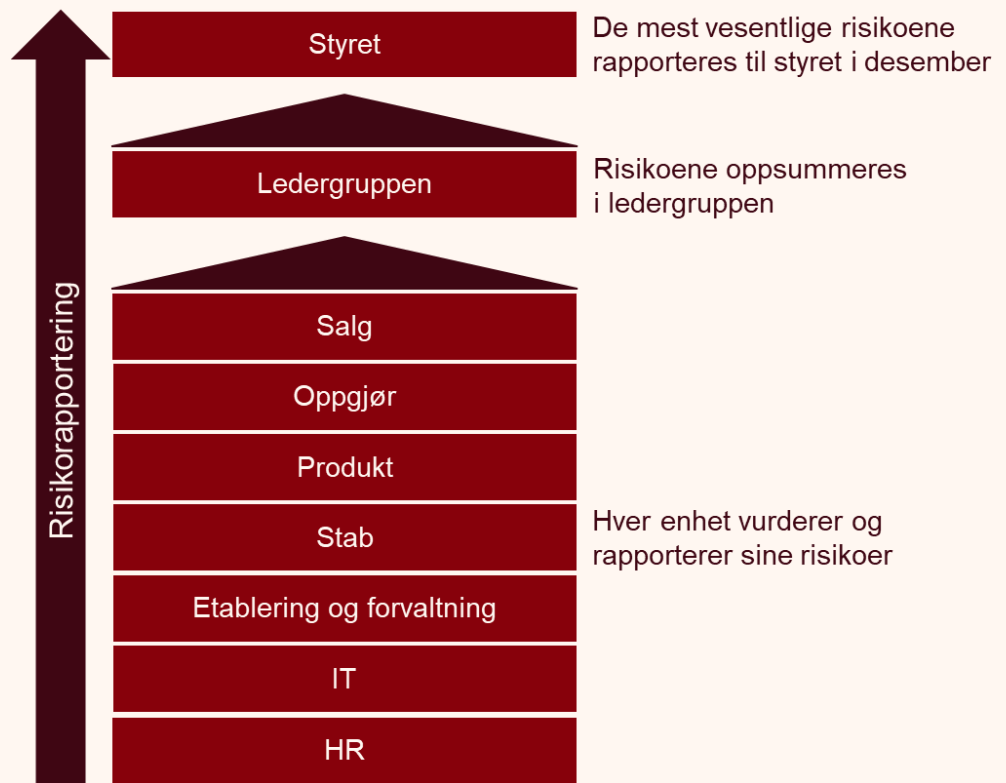 Risikorapportering
Styret
De mest vesentlige risikoene
rapporteres til styret i desember
Ledergruppen
Risikoene oppsummeres
i ledergruppen
Salg
Oppgjør
Produkt
Stab
Hver enhet vurderer og
rapporterer sine risikoer
Etablering og forvaltning
IT
HR